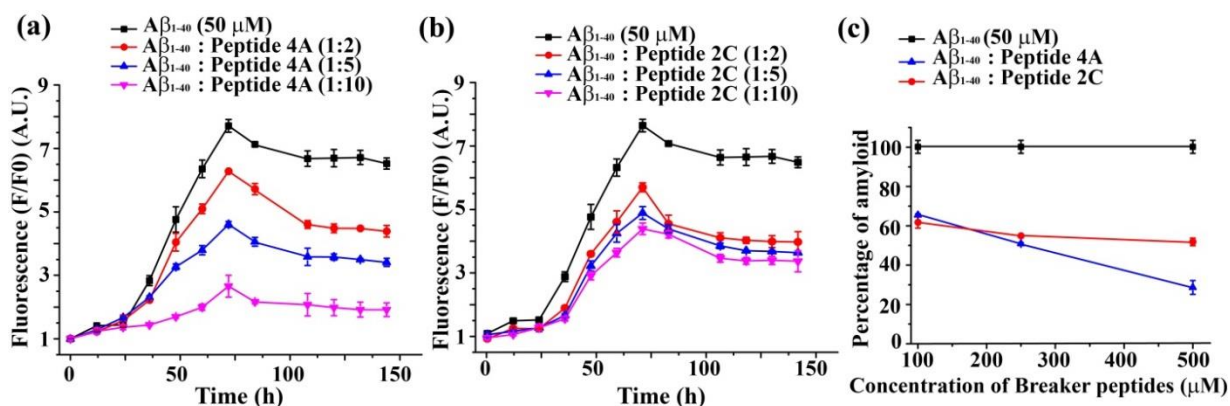 (a)
Aβ₁₋₄₀ (50 μM)
Aβ₁₋₄₀ : Peptide 4A (1:2)
Aβ₁₋₄₀ : Peptide 4A (1:5)
Aβ₁₋₄₀ : Peptide 4A (1:10)
Fluorescence (F/F0) (A.U.)
9
7
5
3
1
0 50 100 150
Time (h)
(b)
Aβ₁₋₄₀ (50 μM)
Aβ₁₋₄₀ : Peptide 2C (1:2)
Aβ₁₋₄₀ : Peptide 2C (1:5)
Aβ₁₋₄₀ : Peptide 2C (1:10)
Fluorescence (F/F0) (A.U.)
9
7
5
3
1
0 50 100 150
Time (h)
(c)
Aβ₁₋₄₀ (50 μM)
Aβ₁₋₄₀ : Peptide 4A
Aβ₁₋₄₀ : Peptide 2C
Percentage of amyloid
100
80
60
40
20
0
100 200 300 400 500
Concentration of Breaker peptides (μM)